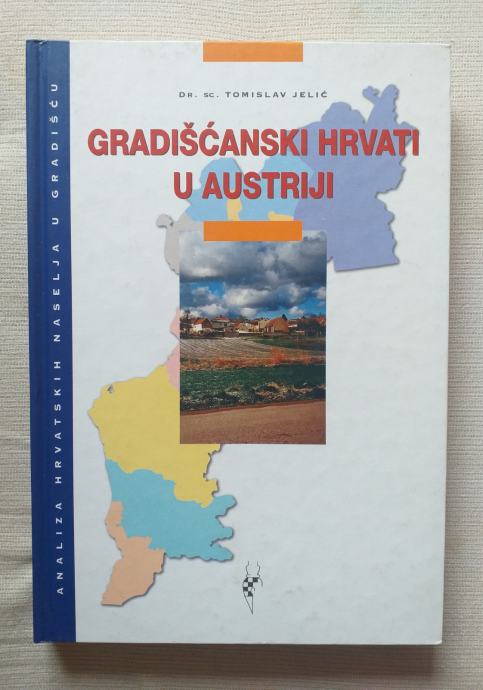 DR. SC. TOMISLAV JELIĆ
GRADIŠĆANSKI HRVATI
U AUSTRIJI
ANALIZA HRVATSKIH NASELJA U GRADIŠĆU